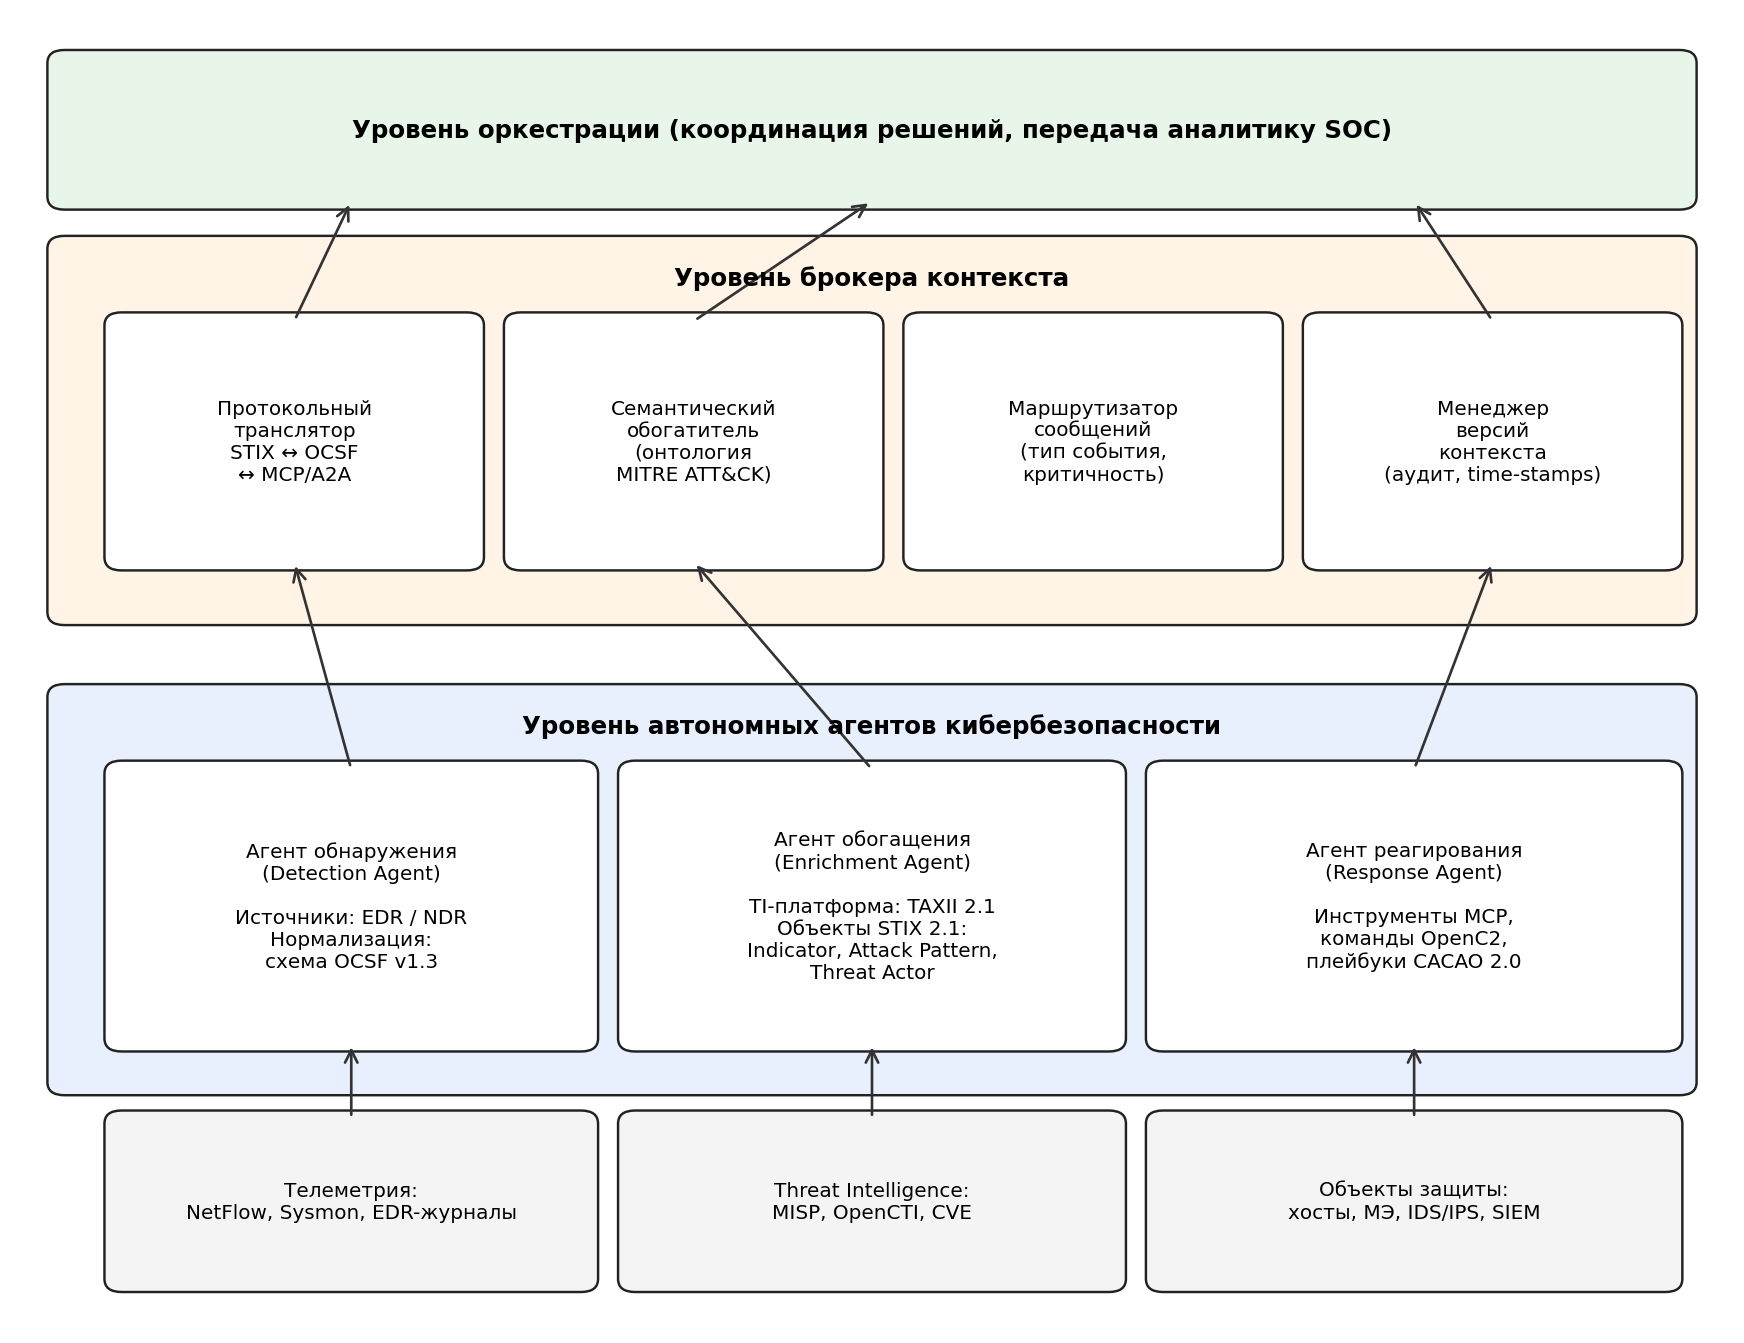 Уровень оркестрации (координация решений, передача аналитику SOC)
Уровень брокера контекста
Протокольный
транслятор
STIX ↔ OCSF
↔ MCP/A2A
Семантический
обогатитель
(онтология
MITRE ATT&CK)
Маршрутизатор
сообщений
(тип события,
критичность)
Менеджер
версий
контекста
(аудит, time-stamps)
Уровень автономных агентов кибербезопасности
Агент обнаружения
(Detection Agent)
Источники: EDR / NDR
Нормализация:
схема OCSF v1.3
Агент обогащения
(Enrichment Agent)
TI-платформа: TAXII 2.1
Объекты STIX 2.1:
Indicator, Attack Pattern,
Threat Actor
Агент реагирования
(Response Agent)
Инструменты MCP,
команды OpenC2,
плейбуки CACAO 2.0
Телеметрия:
NetFlow, Sysmon, EDR-журналы
Threat Intelligence:
MISP, OpenCTI, CVE
Объекты защиты:
хосты, МЭ, IDS/IPS, SIEM